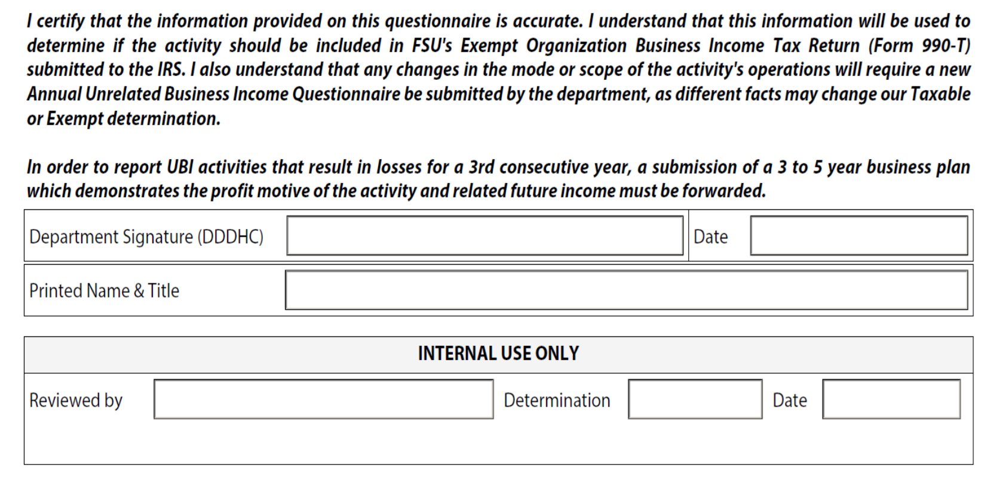 I certify that the information provided on this questionnaire is accurate. I understand that this information will be used to
determine if the activity should be included in FSU's Exempt Organization Business Income Tax Return (Form 990-T)
submitted to the IRS. I also understand that any changes in the mode or scope of the activity's operations will require a new
Annual Unrelated Business Income Questionnaire be submitted by the department, as different facts may change our Taxable
or Exempt determination.
In order to report UBI activities that result in losses for a 3rd consecutive year, a submission of a 3 to 5 year business plan
which demonstrates the profit motive of the activity and related future income must be forwarded.
Department Signature (DDDHC) Date
Printed Name & Title
INTERNAL USE ONLY
Reviewed by Determination Date